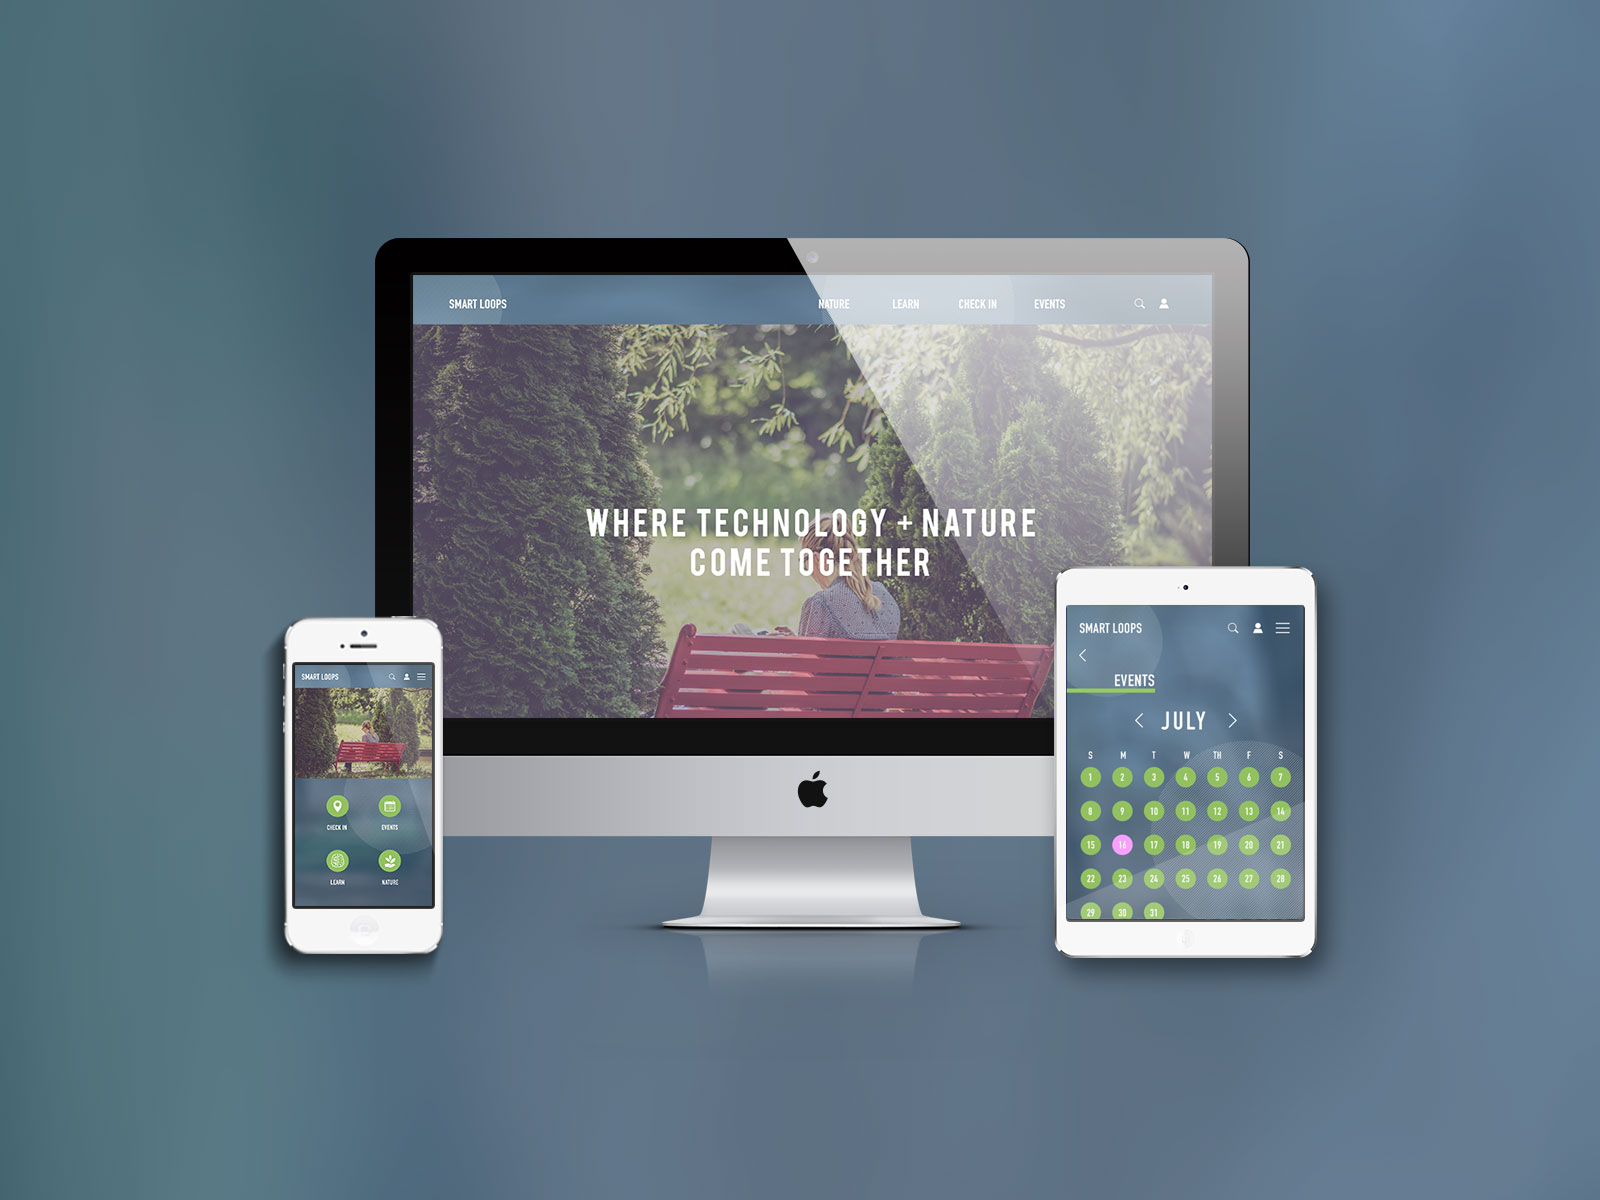 SMART LOOPS
NATURE LEARN CHECK IN EVENTS
WHERE TECHNOLOGY + NATURE
COME TOGETHER
SMART LOOPS
CHECK IN EVENTS
LEARN NATURE
SMART LOOPS
EVENTS
JULY
S M T W TH F S
1 2 3 4 5 6 7
8 9 10 11 12 13 14
15 16 17 18 19 20 21
22 23 24 25 26 27 28
29 30 31